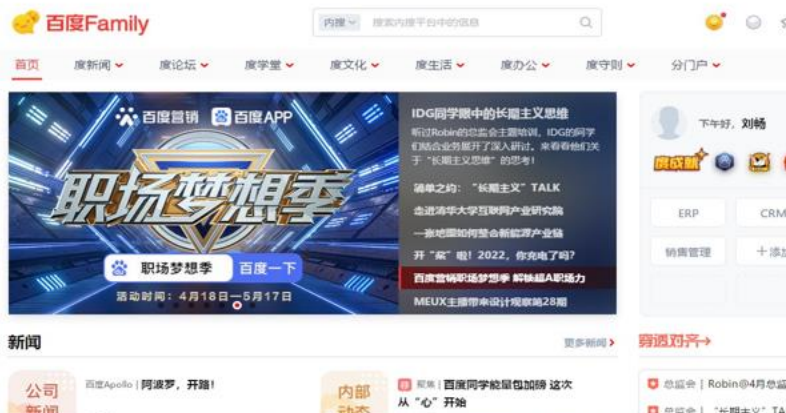 百度Family
内搜
搜索内搜平台中的信息
首页
度新闻
度论坛
度学堂
度文化
度生活
度办公
度守则
分门户
百度营销 百度APP
职场梦想季
职场梦想季 百度一下
活动时间：4月18日—5月17日
IDG同学眼中的长期主义思维
听过Robin的总监会主题培训，IDG的同学
们结合业务展开了深入研讨，来看看他们关
于“长期主义思维”的思考！
简单之约：“长期主义”TALK
走进清华大学互联网产业研究院
一张地图如何整合新能源产业链
开“桌”啦！2022，你充电了吗？
百度营销职场梦想季 解锁超A职场力
MEUX主播带来设计观察第28期
下午好，刘畅
度成就
ERP
CRM
销售管理
新闻
更多新闻
穿透对齐
公司
新闻
百度Apollo | 阿波罗，开路！
内部
动态
聚焦 | 百度同学能量包加磅 这次
从“心”开始
总监会 | Robin@4月总监
总监会 | “长期主义”TA